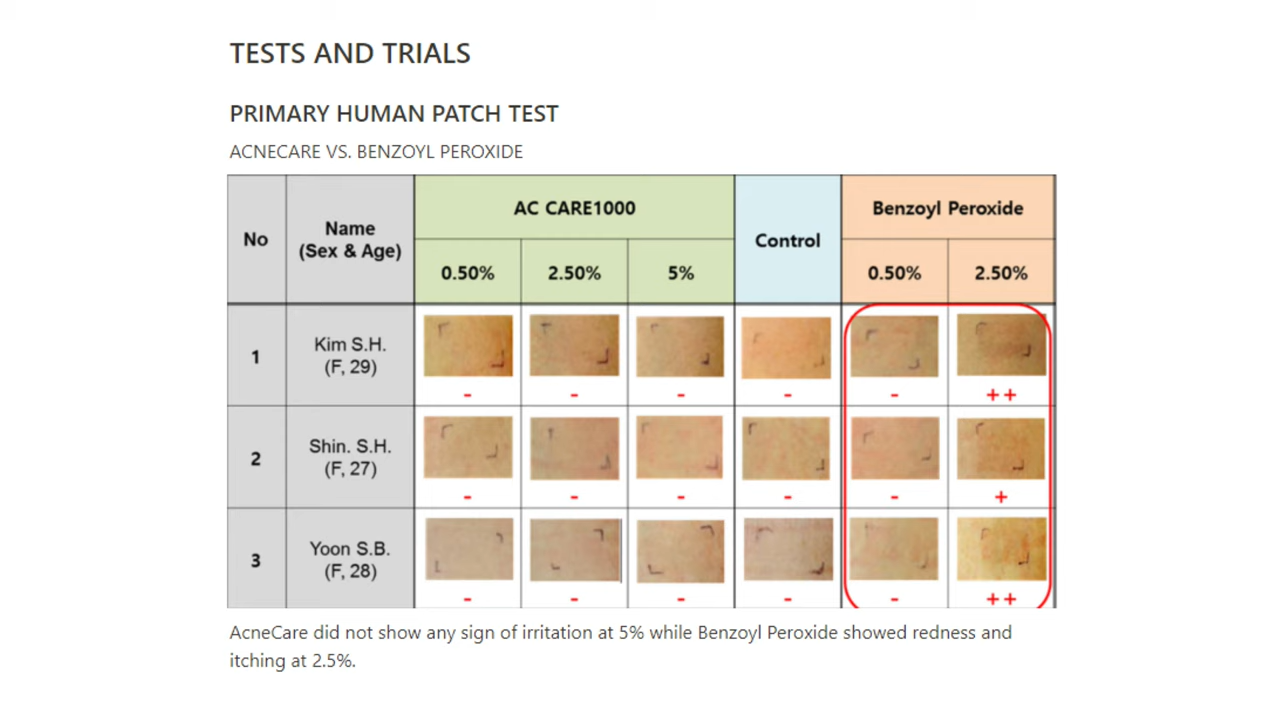 TESTS AND TRIALS
PRIMARY HUMAN PATCH TEST
ACNECARE VS. BENZOYL PEROXIDE
No Name (Sex & Age) AC CARE1000 Control Benzoyl Peroxide
0.50% 2.50% 5% 0.50% 2.50%
1 Kim S.H. (F, 29)
- - - - - ++
2 Shin. S.H. (F, 27)
- - - - - +
3 Yoon S.B. (F, 28)
- - - - - ++
AcneCare did not show any sign of irritation at 5% while Benzoyl Peroxide showed redness and
itching at 2.5%.